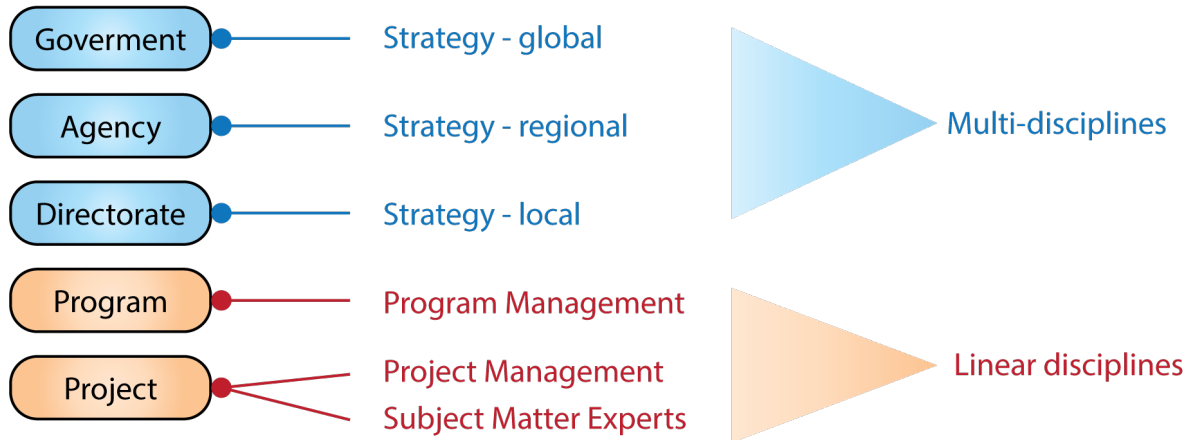 Goverment
Strategy - global
Agency
Strategy - regional
Multi-disciplines
Directorate
Strategy - local
Program
Program Management
Project
Project Management
Subject Matter Experts
Linear disciplines